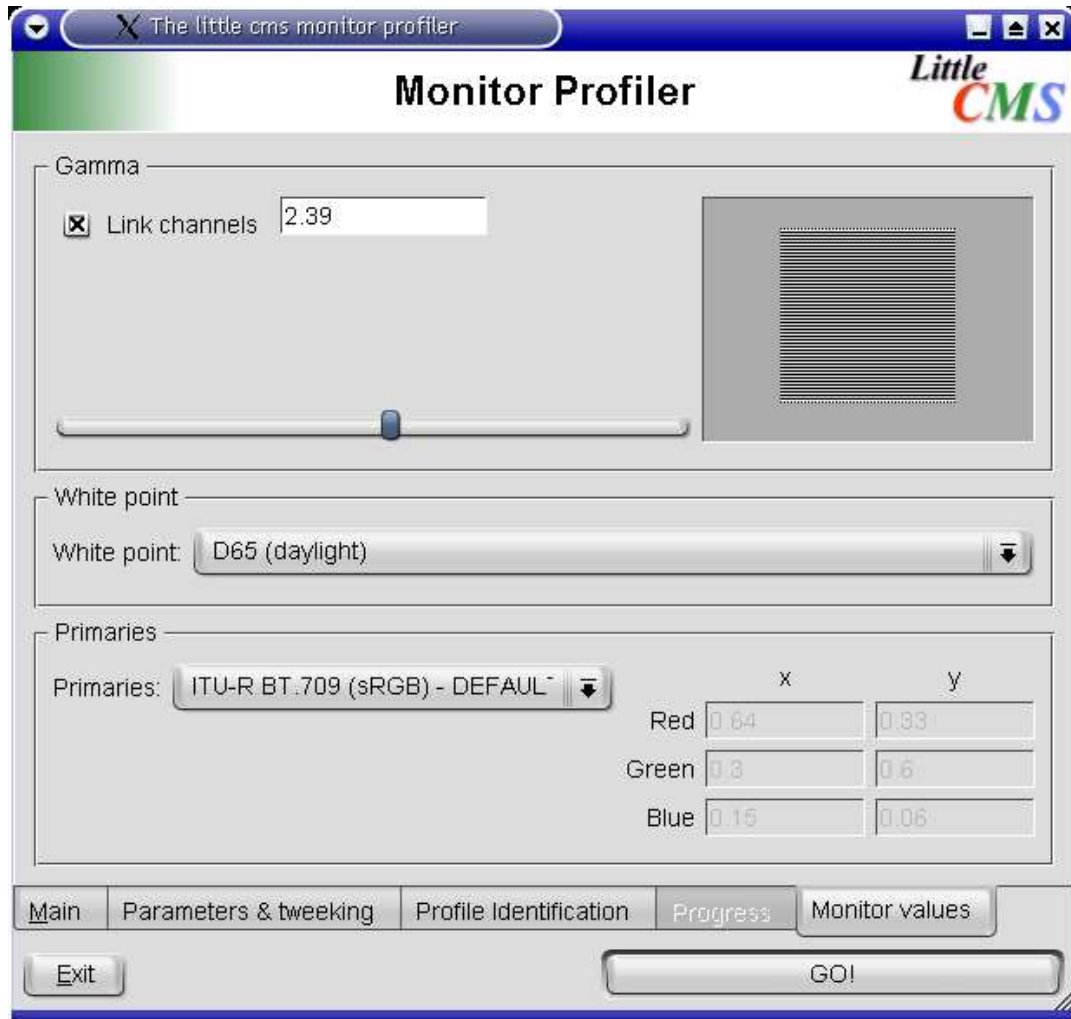 The little cms monitor profiler
Monitor Profiler
Little
CMS
Gamma
Link channels 2.39
White point
White point: D65 (daylight)
Primaries
Primaries: ITU-R BT.709 (sRGB) - DEFAUL
x y
Red 0.64 0.33
Green 0.3 0.6
Blue 0.15 0.06
Main Parameters & tweeking Profile Identification Progress Monitor values
Exit GO!